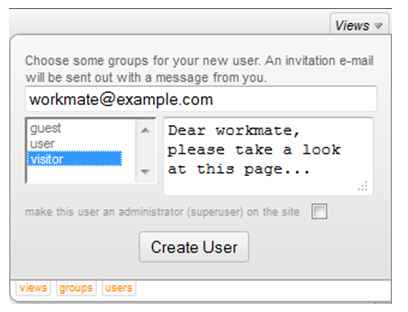 Views
Choose some groups for your new user. An invitation e-mail
will be sent out with a message from you.
workmate@example.com
guest
user
visitor
Dear workmate,
please take a look
at this page...
make this user an administrator (superuser) on the site
Create User
views groups users